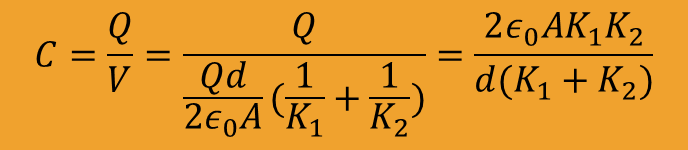 C = Q/V = Q / (Qd/2ϵ₀A (1/K₁ + 1/K₂)) = 2ϵ₀AK₁K₂ / d(K₁ + K₂)